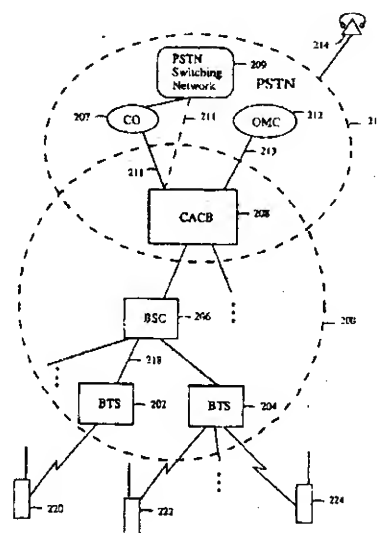 214
PSTN
Switching
Network
209
PSTN
207
CO
211
OMC
212
21
211
213
CACB
208
BSC
206
218
200
BTS
202
BTS
204
220
222
224